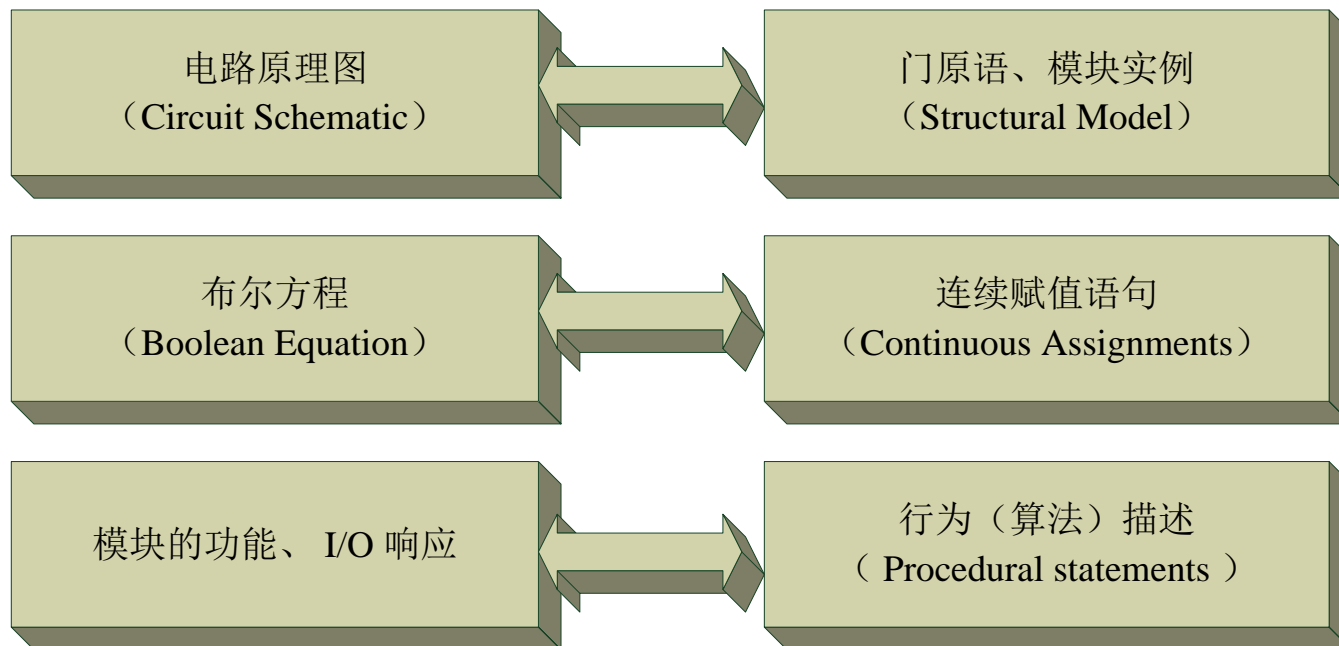 电路原理图
（Circuit Schematic）
门原语、模块实例
（Structural Model）
布尔方程
（Boolean Equation）
连续赋值语句
（Continuous Assignments）
模块的功能、 I/O 响应
行为（算法）描述
（ Procedural statements ）